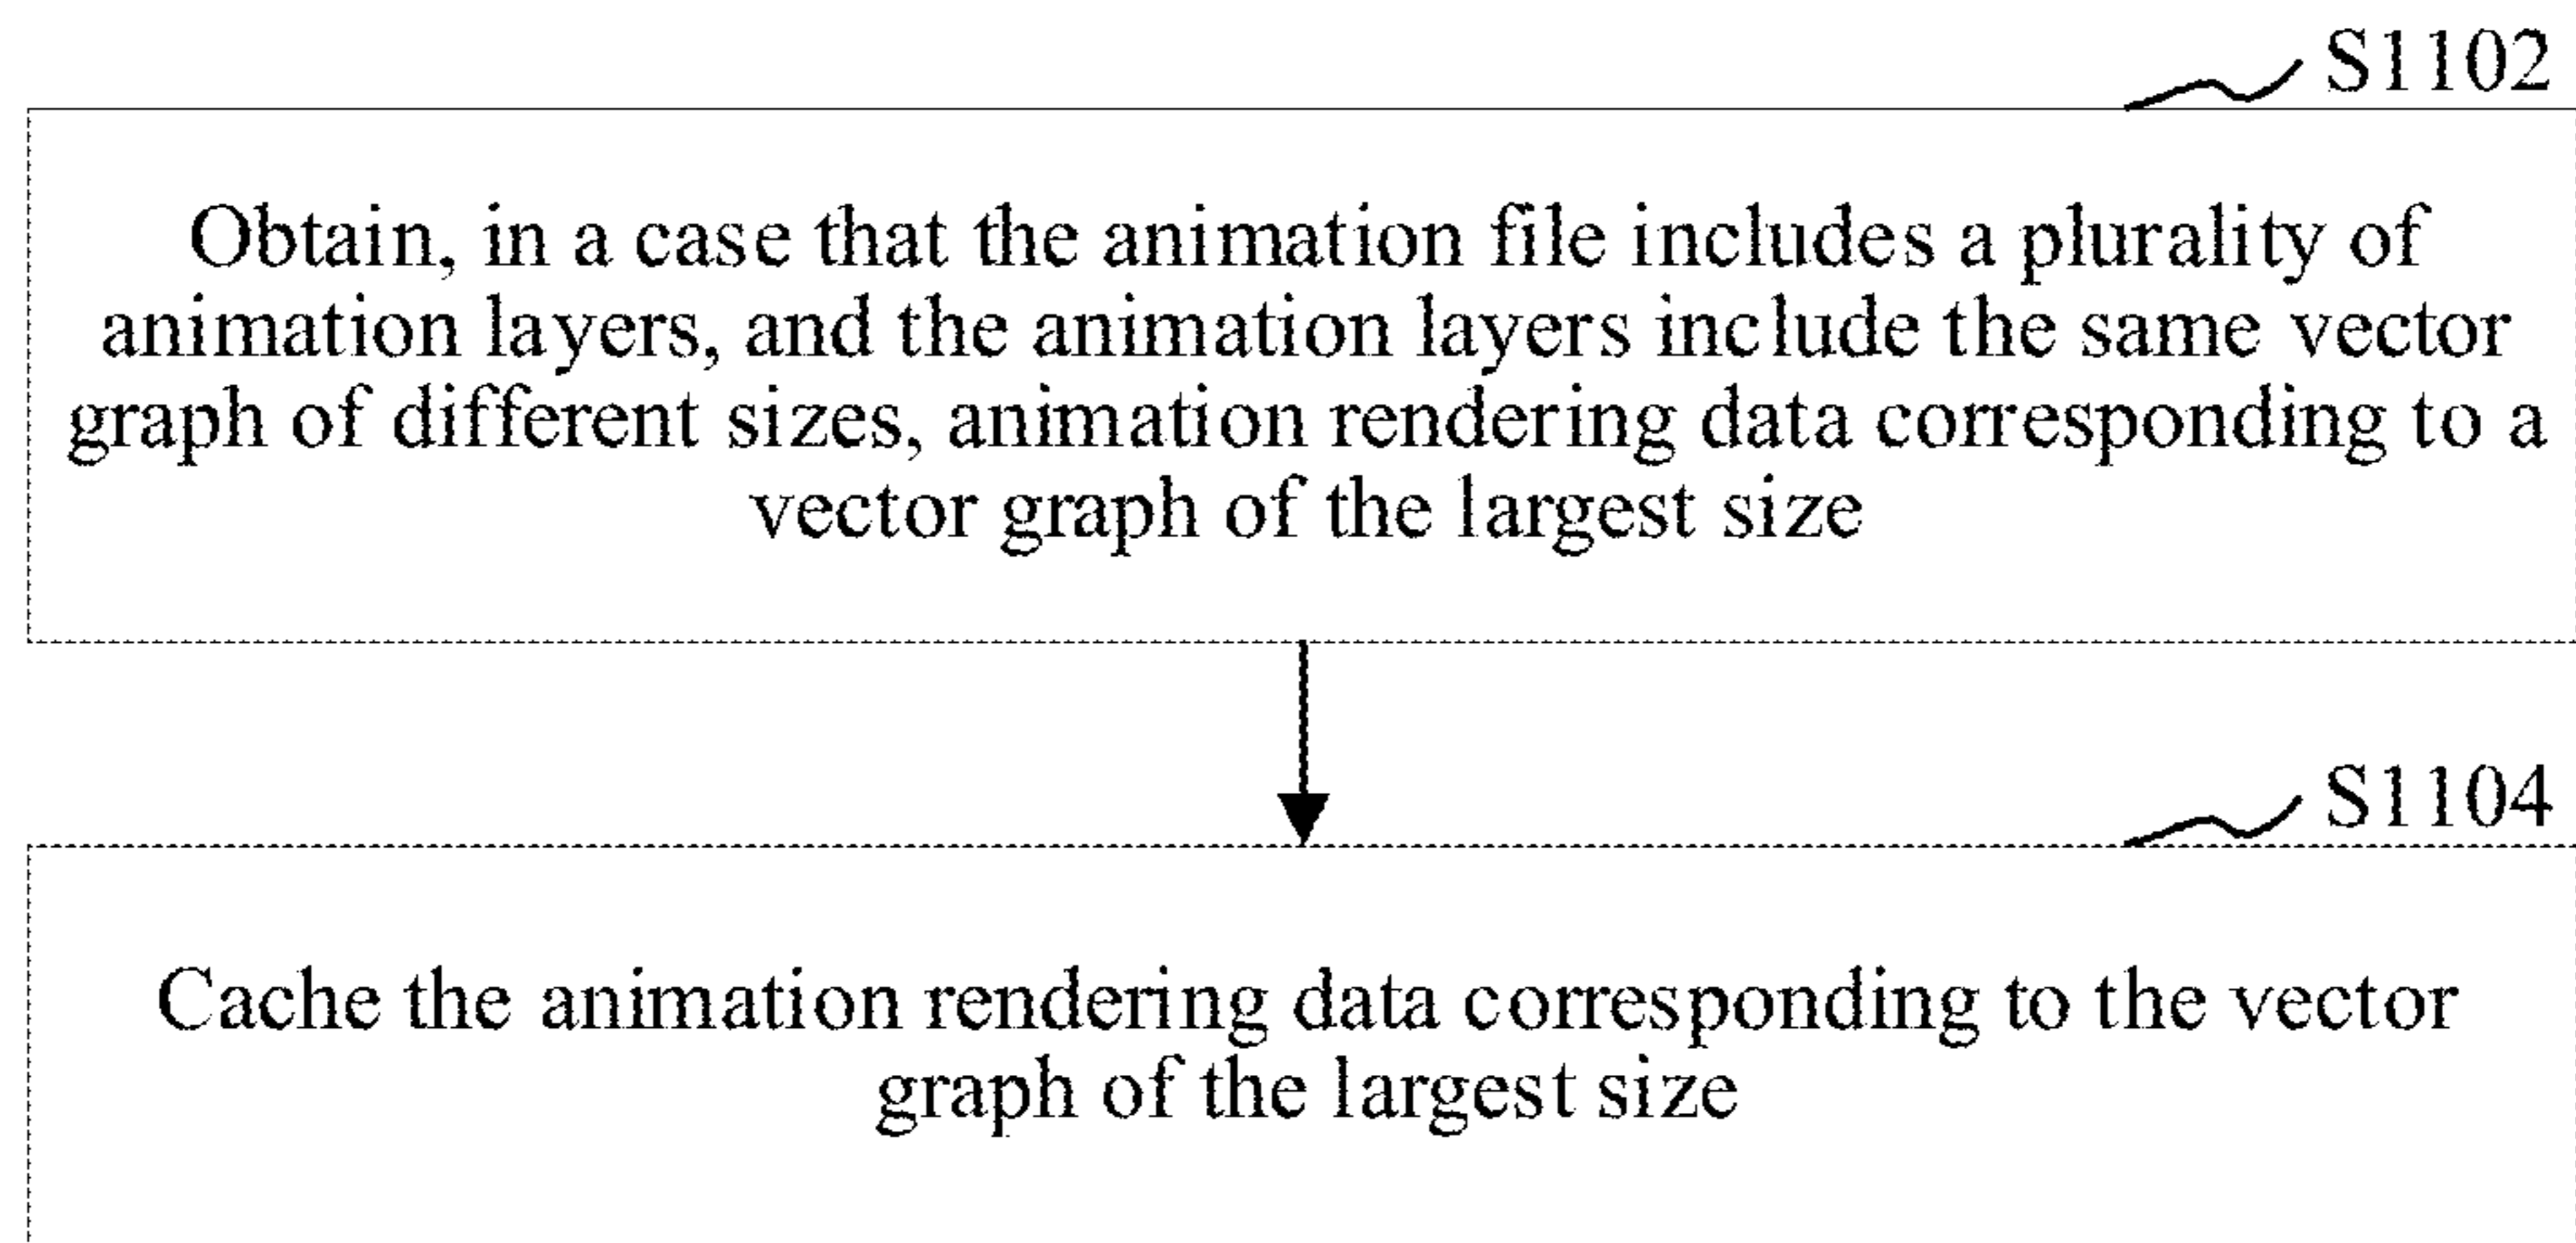 S1102
Obtain, in a case that the animation file includes a plurality of
animation layers, and the animation layers include the same vector
graph of different sizes, animation rendering data corresponding to a
vector graph of the largest size
S1104
Cache the animation rendering data corresponding to the vector
graph of the largest size